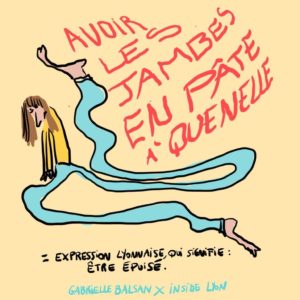 AVOIR
LES
JAMBES
EN PÂTE
À QUENELLE
= EXPRESSION LYONNAISE, QUI SIGNIFIE :
ÊTRE ÉPUISÉ.
GABRIELLE BALSAN X INSIDE LYON